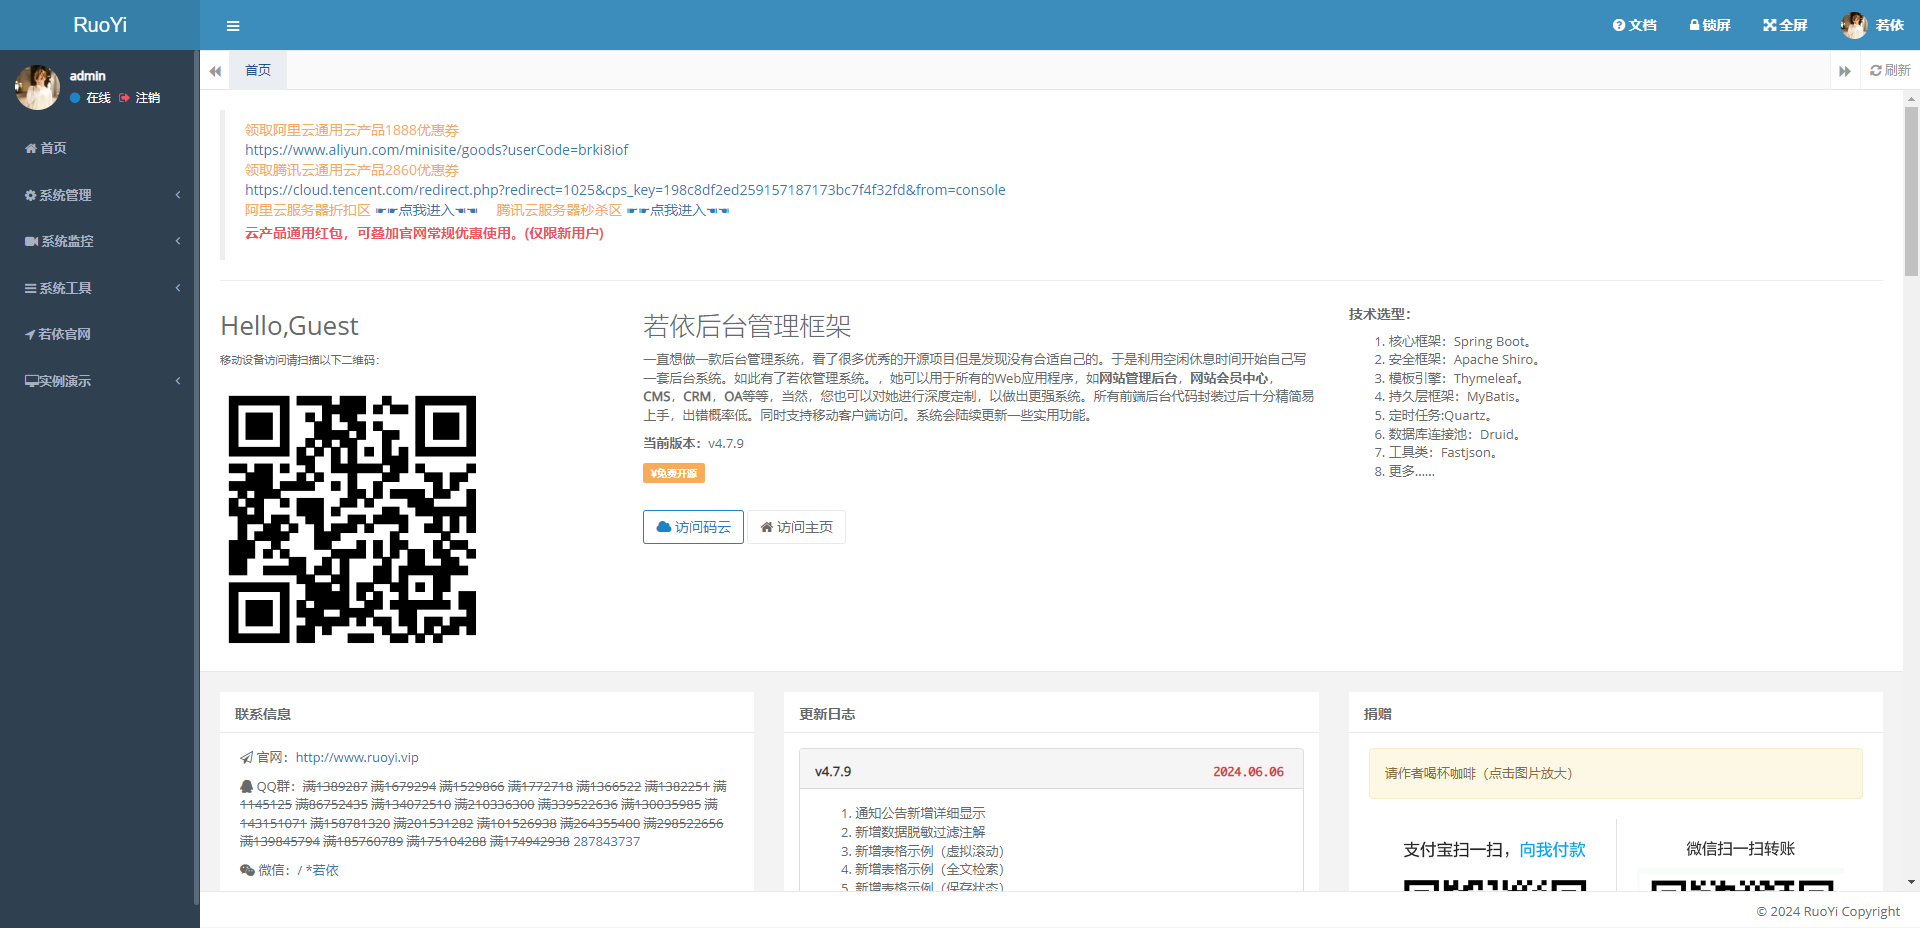 RuoYi
文档
锁屏
全屏
若依
admin
在线 注销
首页
系统管理
系统监控
系统工具
若依官网
实例演示
首页
刷新
领取阿里云通用云产品1888优惠券
https://www.aliyun.com/minisite/goods?userCode=brki8iof
领取腾讯云通用云产品2860优惠券
https://cloud.tencent.com/redirect.php?redirect=1025&cps_key=198c8df2ed259157187173bc7f4f32fd&from=console
阿里云服务器折扣区 ☛☛点我进入☚☚ 腾讯云服务器秒杀区 ☛☛点我进入☚☚
云产品通用红包，可叠加官网常规优惠使用。(仅限新用户)
Hello,Guest
移动设备访问请扫描以下二维码：
若依后台管理框架
一直想做一款后台管理系统，看了很多优秀的开源项目但是发现没有合适自己的。于是利用空闲休息时间开始自己写
一套后台系统。如此有了若依管理系统。，她可以用于所有的Web应用程序，如网站管理后台，网站会员中心，
CMS，CRM，OA等等，当然，您也可以对她进行深度定制，以做出更强系统。所有前端后台代码封装过后十分精简易
上手，出错概率低。同时支持移动客户端访问。系统会陆续更新一些实用功能。
当前版本：v4.7.9
¥免费开源
访问码云
访问主页
技术选型：
1. 核心框架：Spring Boot。
2. 安全框架：Apache Shiro。
3. 模板引擎：Thymeleaf。
4. 持久层框架：MyBatis。
5. 定时任务:Quartz。
6. 数据库连接池：Druid。
7. 工具类：Fastjson。
8. 更多……
联系信息
官网：http://www.ruoyi.vip
QQ群：满1389287 满1679294 满1529866 满1772718 满1366522 满1382251 满
1145125 满86752435 满134072510 满210336300 满339522636 满130035985 满
143151071 满158781320 满201531282 满101526938 满264355400 满298522656
满139845794 满185760789 满175104288 满174942938 287843737
微信：/ *若依
更新日志
v4.7.9
2024.06.06
1. 通知公告新增详细显示
2. 新增数据脱敏过滤注解
3. 新增表格示例（虚拟滚动）
4. 新增表格示例（全文检索）
5. 新增表格示例（保存状态）
捐赠
请作者喝杯咖啡（点击图片放大）
支付宝扫一扫，向我付款
微信扫一扫转账
© 2024 RuoYi Copyright